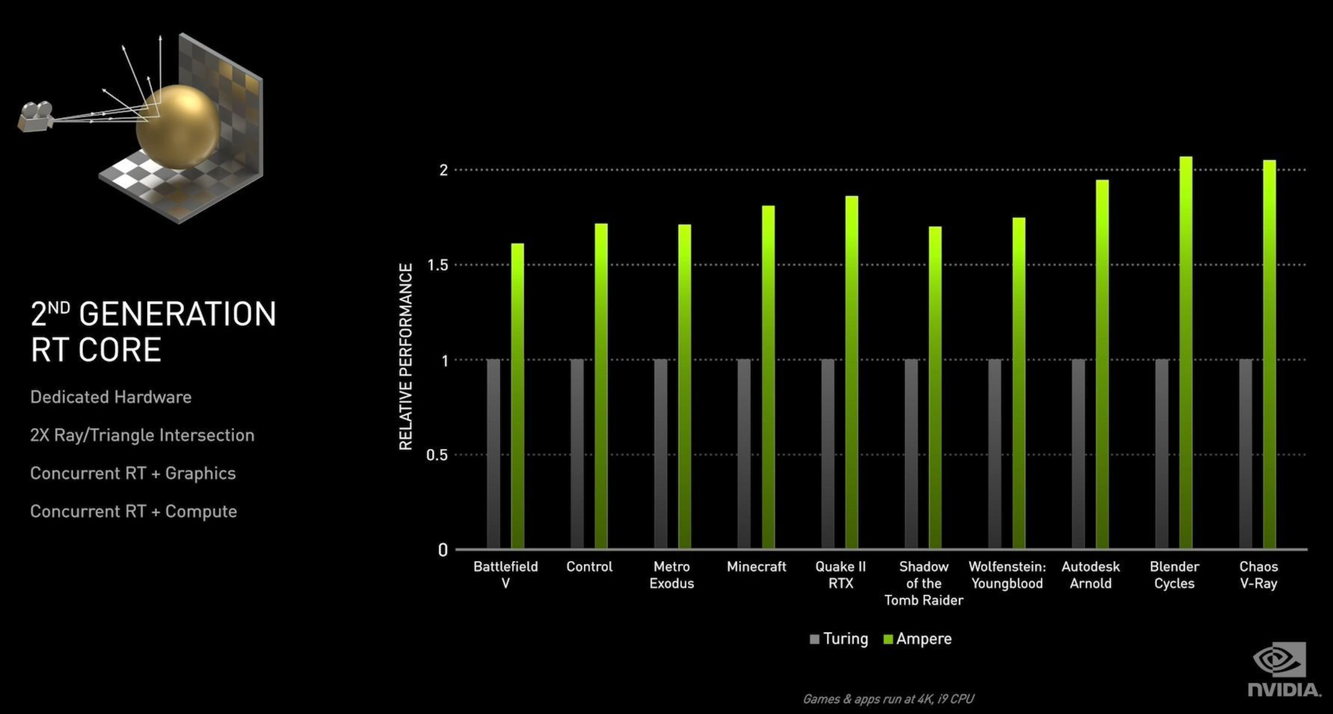 2ND GENERATION
RT CORE
Dedicated Hardware
2X Ray/Triangle Intersection
Concurrent RT + Graphics
Concurrent RT + Compute
RELATIVE PERFORMANCE
2
1.5
1
0.5
0
Battlefield
V
Control
Metro
Exodus
Minecraft
Quake II
RTX
Shadow
of the
Tomb Raider
Wolfenstein:
Youngblood
Autodesk
Arnold
Blender
Cycles
Chaos
V-Ray
Turing
Ampere
Games & apps run at 4K, i9 CPU
NVIDIA.